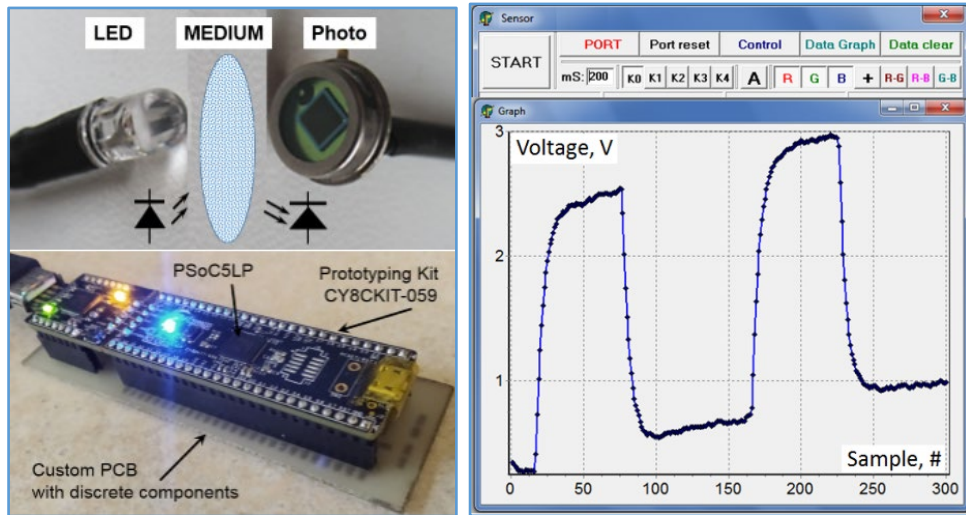 LED MEDIUM Photo
PSoC5LP
Prototyping Kit
CY8CKIT-059
Custom PCB
with discrete components
Sensor
START
PORT Port reset Control Data Graph Data clear
mS: 200 K0 K1 K2 K3 K4 A R G B + R-G R-B G-B
Graph
Voltage, V
3
2
1
Sample, #
0 50 100 150 200 250 300